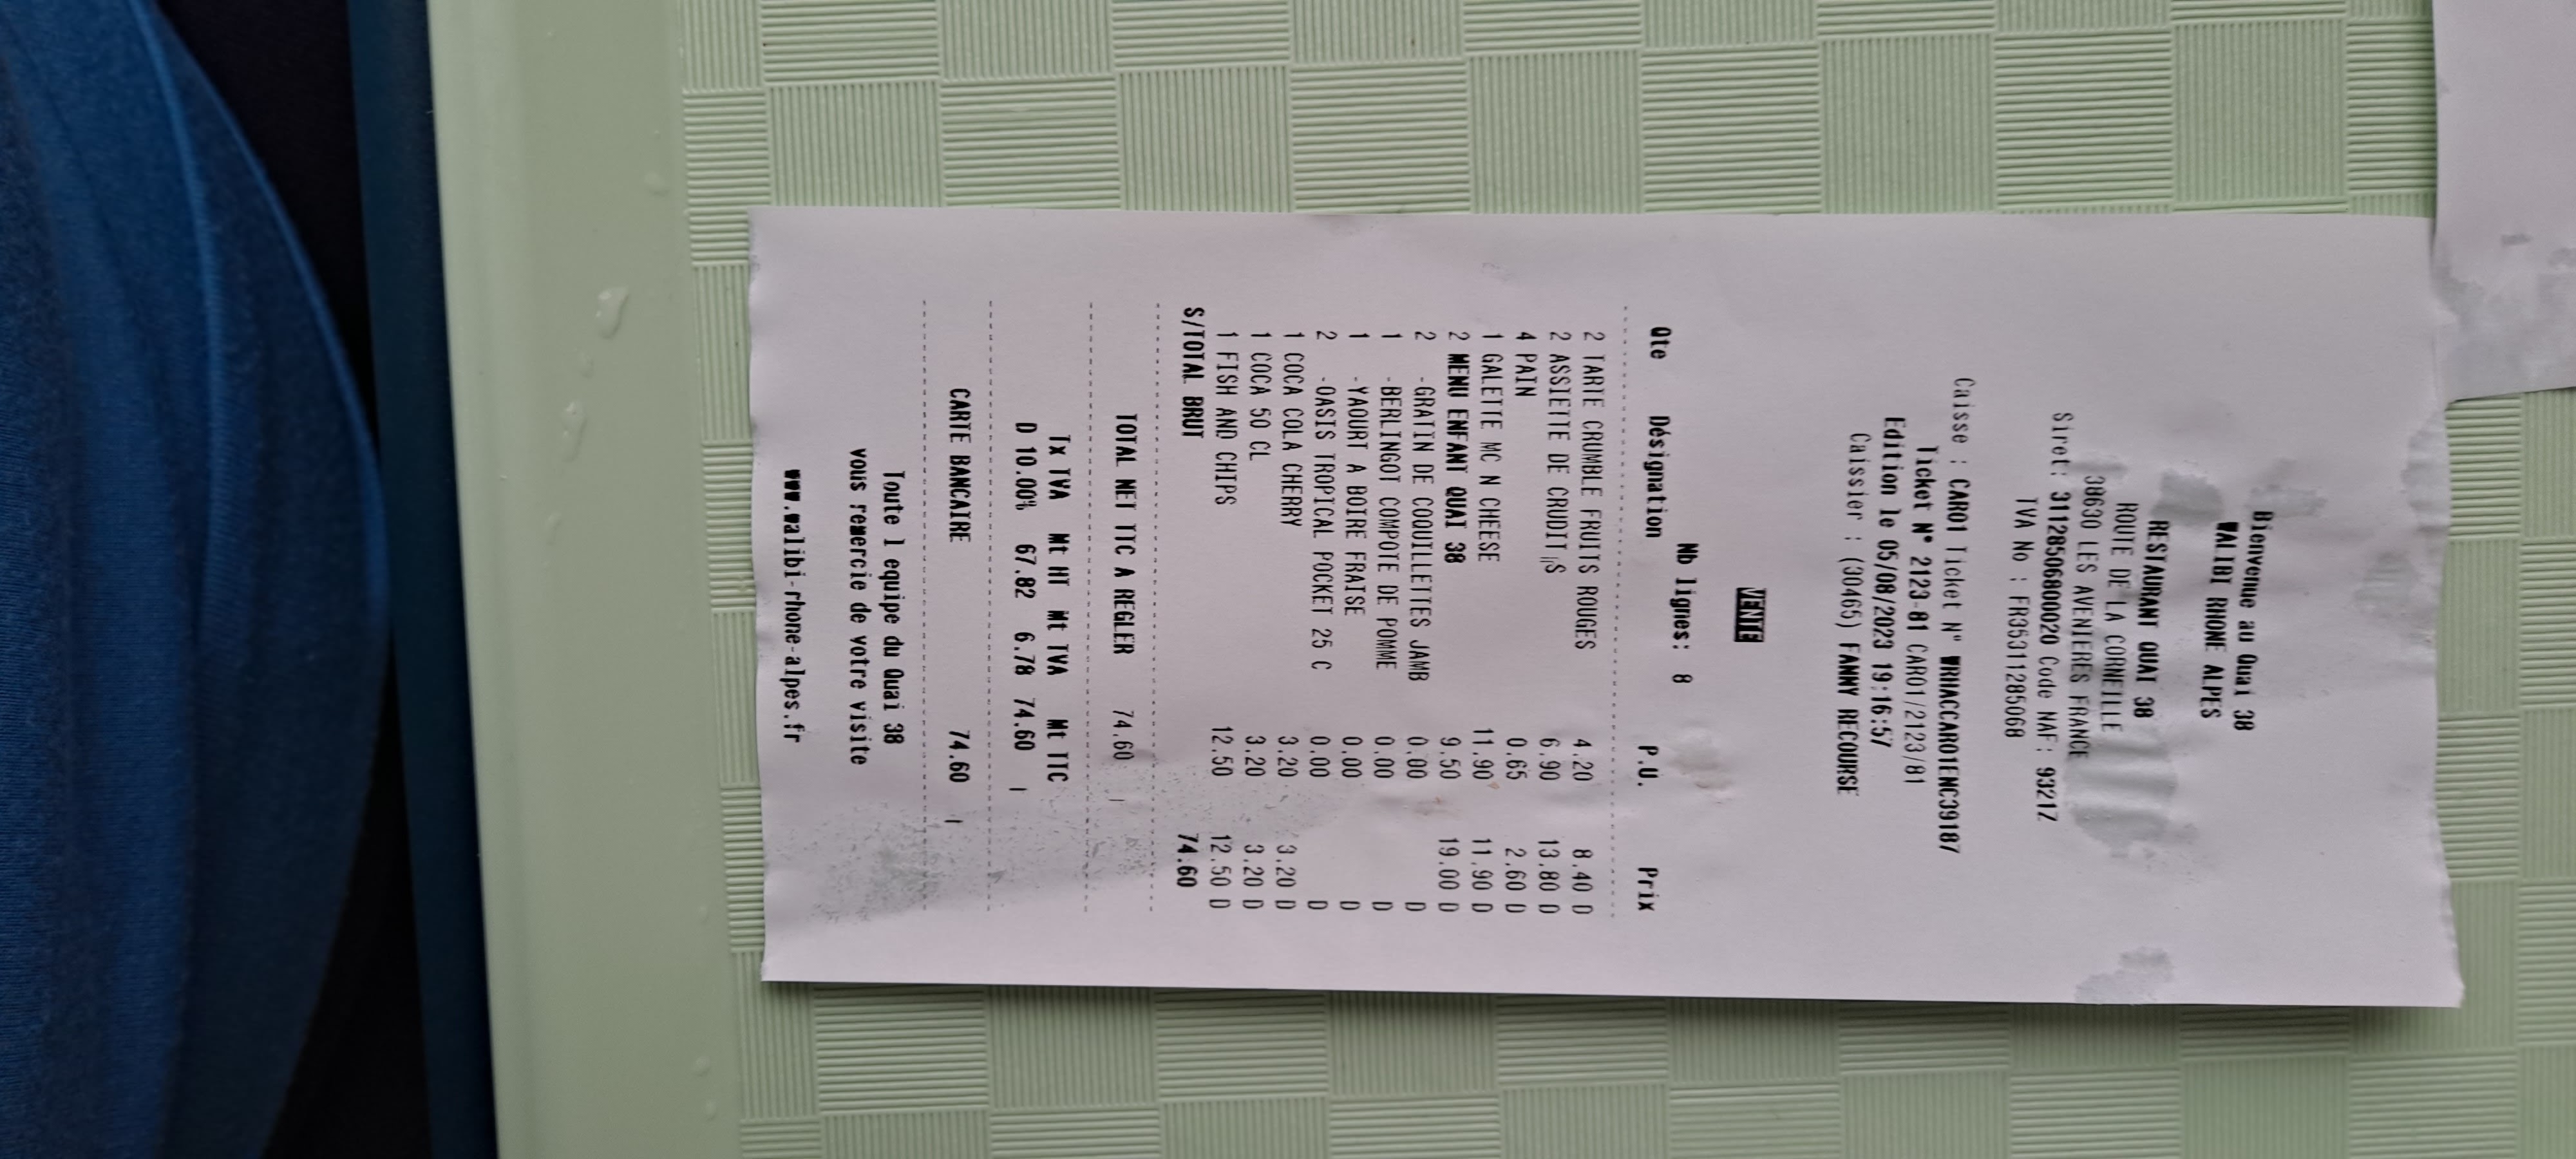 Bienvenue au Quai 38
WALIBI RHONE ALPES
RESTAURANT QUAI 38
ROUTE DE LA CORNEILLE
38630 LES AVENIERES FRANCE
Siret: 31128506800020 Code NAF: 9321Z
TVA No : FR35311285068
Caisse : CAR01 Ticket N° WRHACCAR01ENC39187
Ticket N° 2123-81 CAR01/2123/81
Edition le 05/08/2023 19:16:57
Caissier : (30465) FANNY RECOURSE
VENTE
Nb lignes: 8
Qte Désignation P.U. Prix
2 TARTE CRUMBLE FRUITS ROUGES 4.20 8.40 D
2 ASSIETTE DE CRUDIT¡S 6.90 13.80 D
4 PAIN 0.65 2.60 D
1 GALETTE MC N CHEESE 11.90 11.90 D
2 MENU ENFANT QUAI 38 9.50 19.00 D
2 -GRATIN DE COQUILLETTES JAMB 0.00 D
1 -BERLINGOT COMPOTE DE POMME 0.00 D
1 -YAOURT A BOIRE FRAISE 0.00 D
2 -OASIS TROPICAL POCKET 25 C 0.00 D
1 COCA COLA CHERRY 3.20 3.20 D
1 COCA 50 CL 3.20 3.20 D
1 FISH AND CHIPS 12.50 12.50 D
S/TOTAL BRUT 74.60
TOTAL NET TTC A REGLER 74.60
Tx TVA Mt HT Mt TVA Mt TTC
D 10.00% 67.82 6.78 74.60
CARTE BANCAIRE 74.60
Toute l equipe du Quai 38
vous remercie de votre visite
www.walibi-rhone-alpes.fr